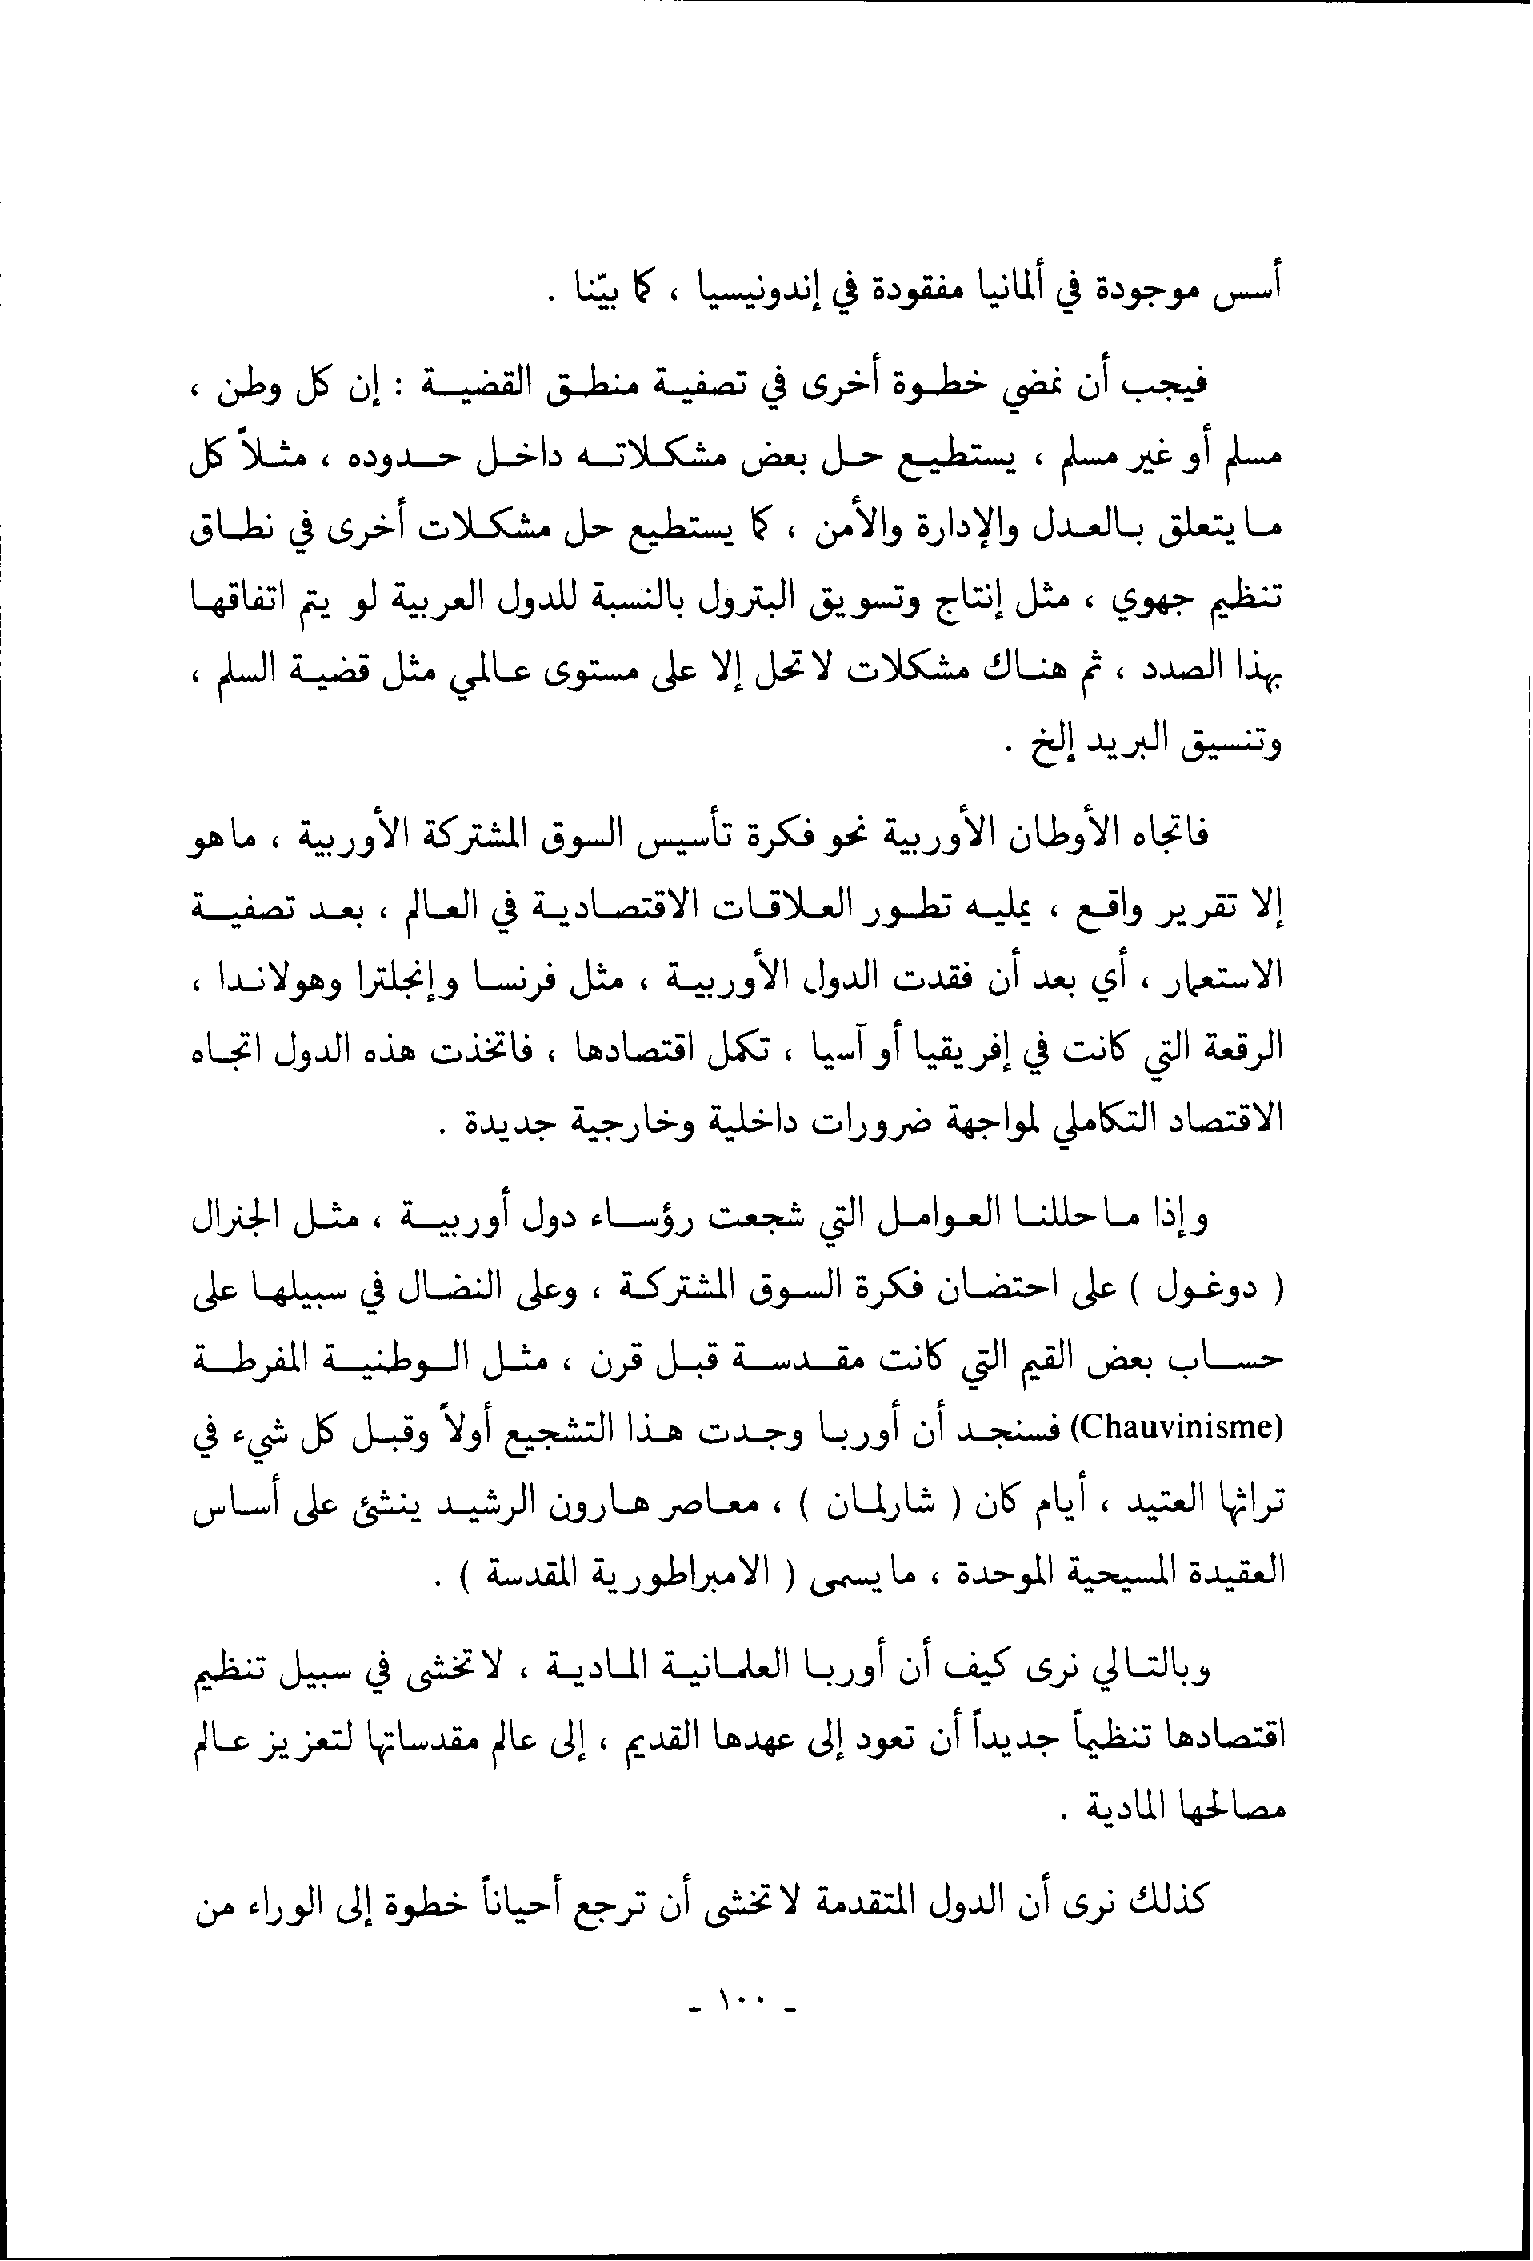 أسس موجودة في ألمانيا مفقودة في إندونيسيا ، كما بيّنا .
فيجب أن نمضي خطوة أخرى في تصفية منطق القضية : إن كل وطن ،
مسلم أو غير مسلم ، يستطيع حل بعض مشكلاته داخل حدوده ، مثلاً كل
ما يتعلق بالعدل والإدارة والأمن ، كما يستطيع حل مشكلات أخرى في نطاق
تنظيم جهوي ، مثل إنتاج وتسويق البترول بالنسبة للدول العربية لو يتم اتفاقها
بهذا الصدد ، ثم هناك مشكلات لا تحل إلا على مستوى عالمي مثل قضية السلم ،
وتنسيق البريد إلخ .
فاتجاه الأوطان الأوربية نحو فكرة تأسيس السوق المشتركة الأوربية ، ما هو
إلا تقرير واقع ، يمليه تطور العلاقات الاقتصادية في العالم ، بعد تصفية
الاستعمار ، أي بعد أن فقدت الدول الأوربية ، مثل فرنسا وإنجلترا وهولاندا ،
الرقعة التي كانت في إفريقيا أو آسيا ، تكمل اقتصادها ، فاتخذت هذه الدول اتجاه
الاقتصاد التكاملي لمواجهة ضرورات داخلية وخارجية جديدة .
وإذا ما حللنا العوامل التي شجعت رؤساء دول أوربية ، مثل الجنرال
( دوغول ) على احتضان فكرة السوق المشتركة ، وعلى النضال في سبيلها على
حساب بعض القيم التي كانت مقدسة قبل قرن ، مثل الوطنية المفرطة
(Chauvinisme) فسنجد أن أوربا وجدت هذا التشجيع أولاً وقبل كل شيء في
تراثها العتيد ، أيام كان ( شارلمان ) ، معاصر هارون الرشيد ينشئ على أساس
العقيدة المسيحية الموحدة ، ما يسمى ( الامبراطورية المقدسة ) .
وبالتالي نرى كيف أن أوربا العلمانية المادية ، لا تخشى في سبيل تنظيم
اقتصادها تنظيماً جديداً أن تعود إلى عهدها القديم ، إلى عالم مقدساتها لتعزيز عالم
مصالحها المادية .
كذلك نرى أن الدول المتقدمة لا تخشى أن ترجع أحياناً خطوة إلى الوراء من
- ١٠٠ -